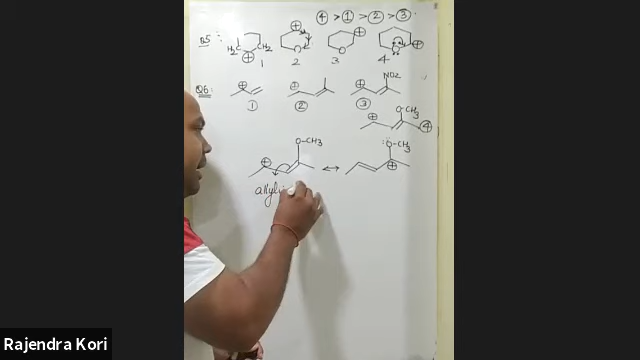 ④ > ① > ② > ③
Q5:
H₂C CH₂
⊕ ⊕ ⊕ ⊕
1 2 3 4
Q6:
⊕ ⊕ ⊕ NO2
① ② ③
O-CH3
⊕ ④
O-CH3 :O-CH3
⊕ ↔ ⊕
allyli
Rajendra Kori